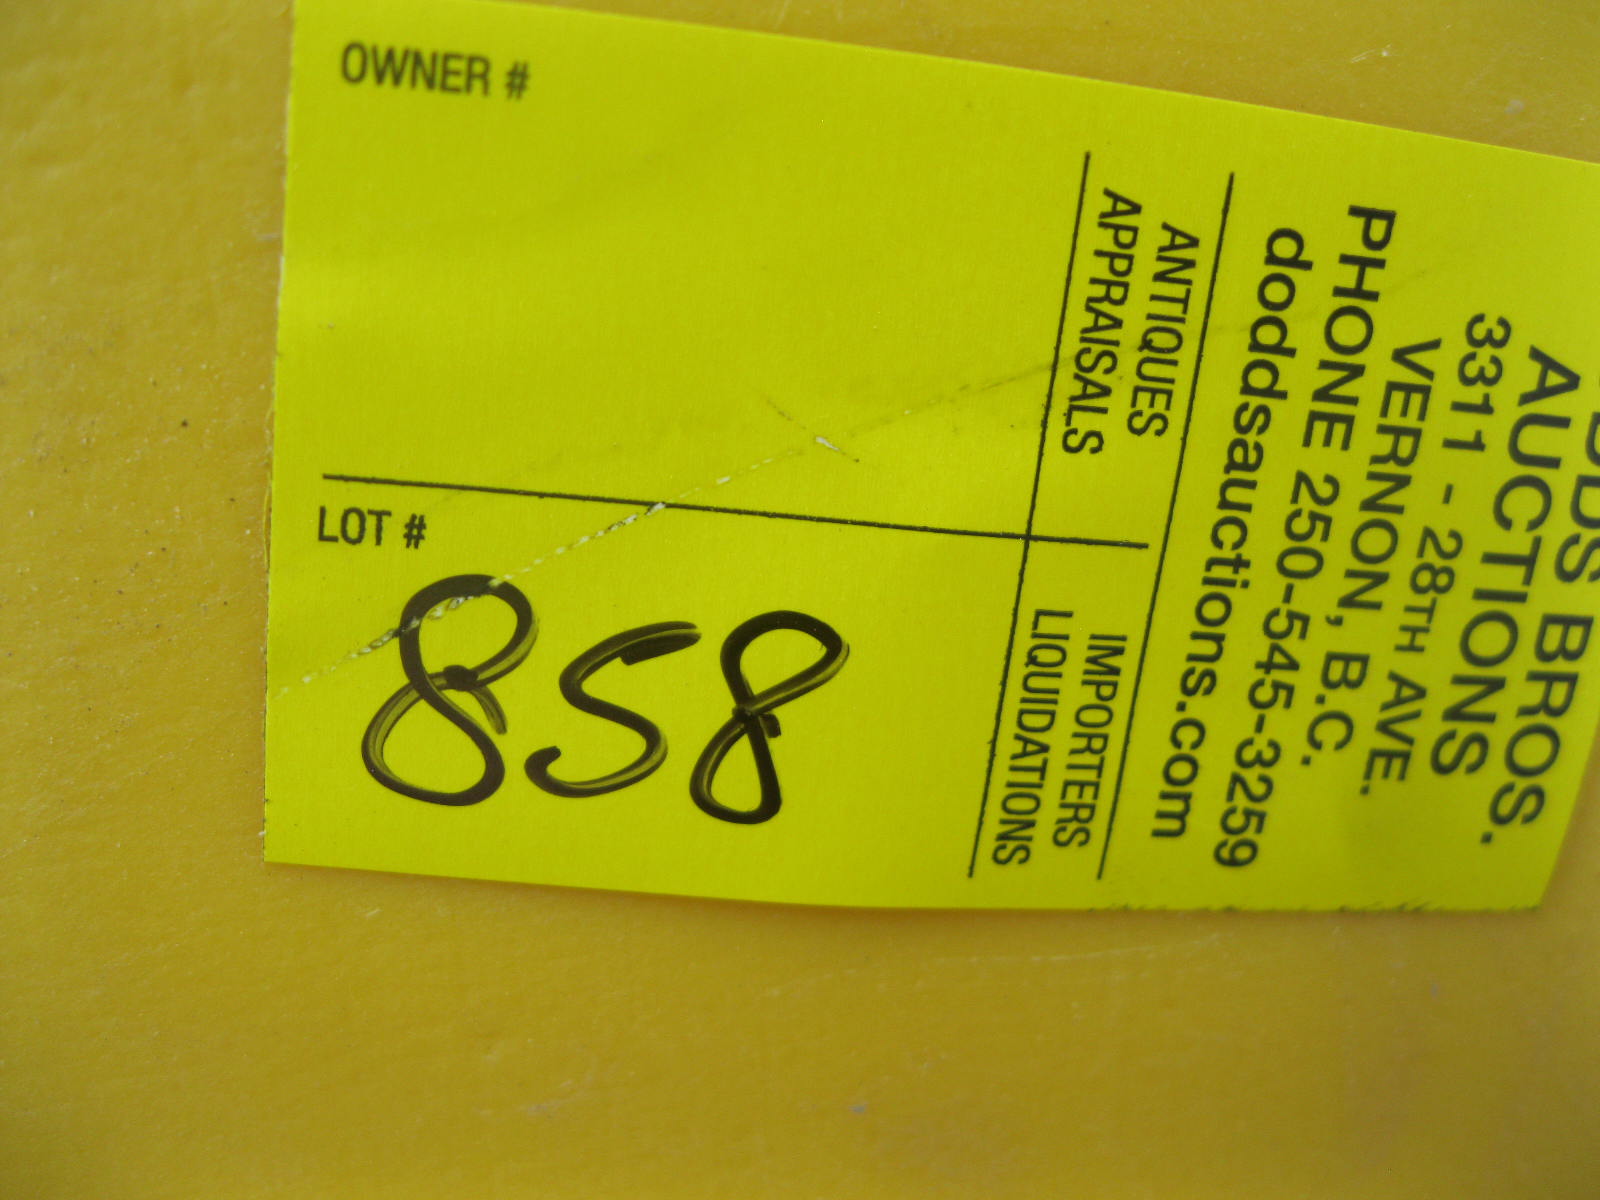 OWNER #
LOT #
858
DDS BROS.
AUCTIONS
3311 - 28TH AVE.
VERNON, B.C.
PHONE 250-545-3259
doddsauctions.com
ANTIQUES
APPRAISALS
IMPORTERS
LIQUIDATIONS